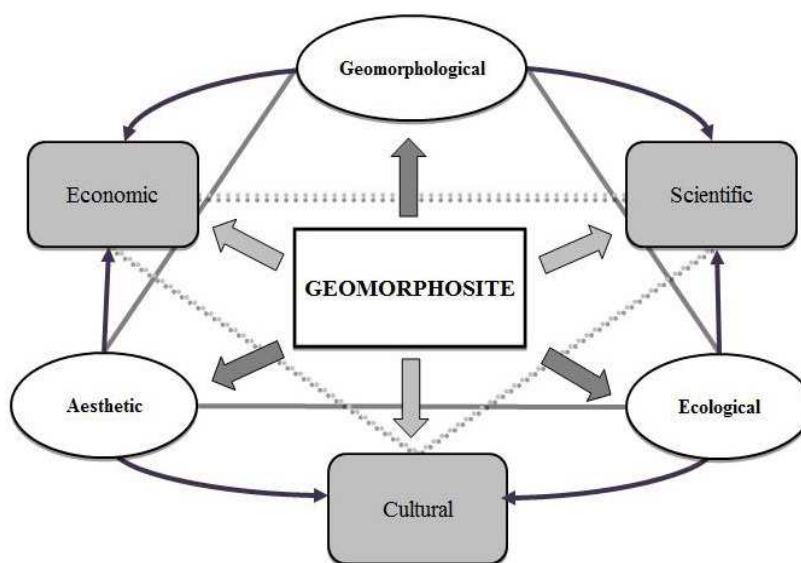 Geomorphological
Economic
Scientific
GEOMORPHOSITE
Aesthetic
Ecological
Cultural